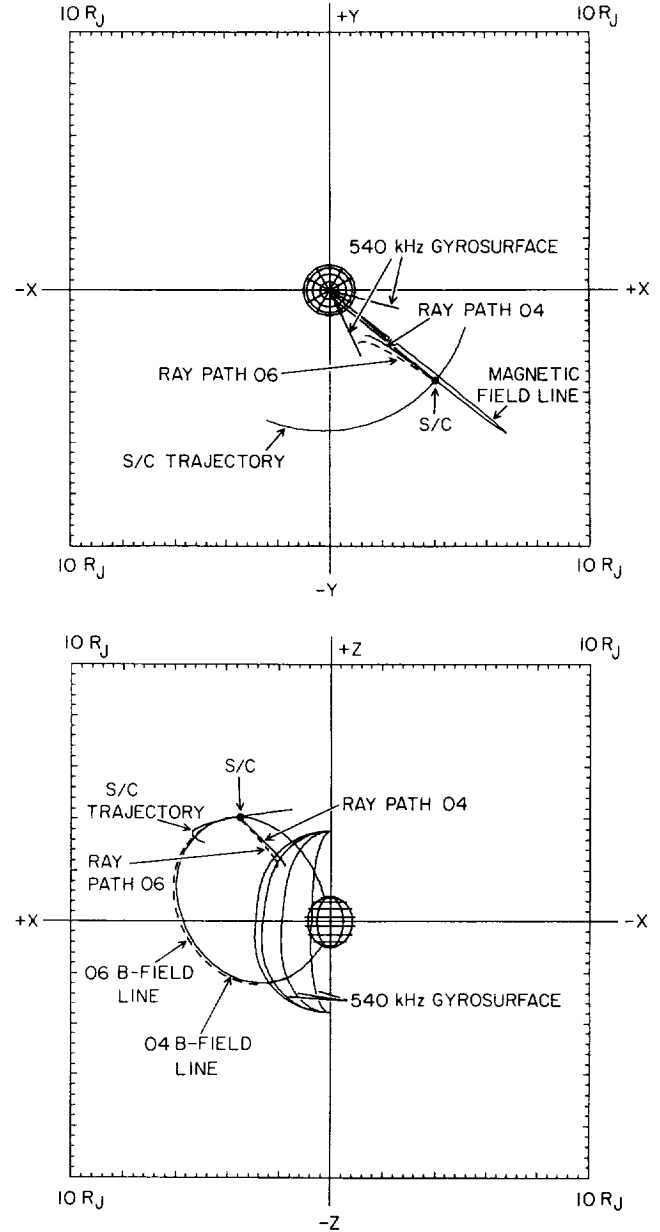 10 RJ
+Y
10 RJ
540 kHz GYROSURFACE
-X
+X
RAY PATH 04
RAY PATH 06
MAGNETIC
FIELD LINE
S/C
S/C TRAJECTORY
10 RJ
10 RJ
-Y
10 RJ
+Z
10 RJ
S/C
S/C
TRAJECTORY
RAY PATH 04
RAY
PATH 06
+X
-X
06 B-FIELD
LINE
540 kHz GYROSURFACE
04 B-FIELD
LINE
10 RJ
10 RJ
-Z